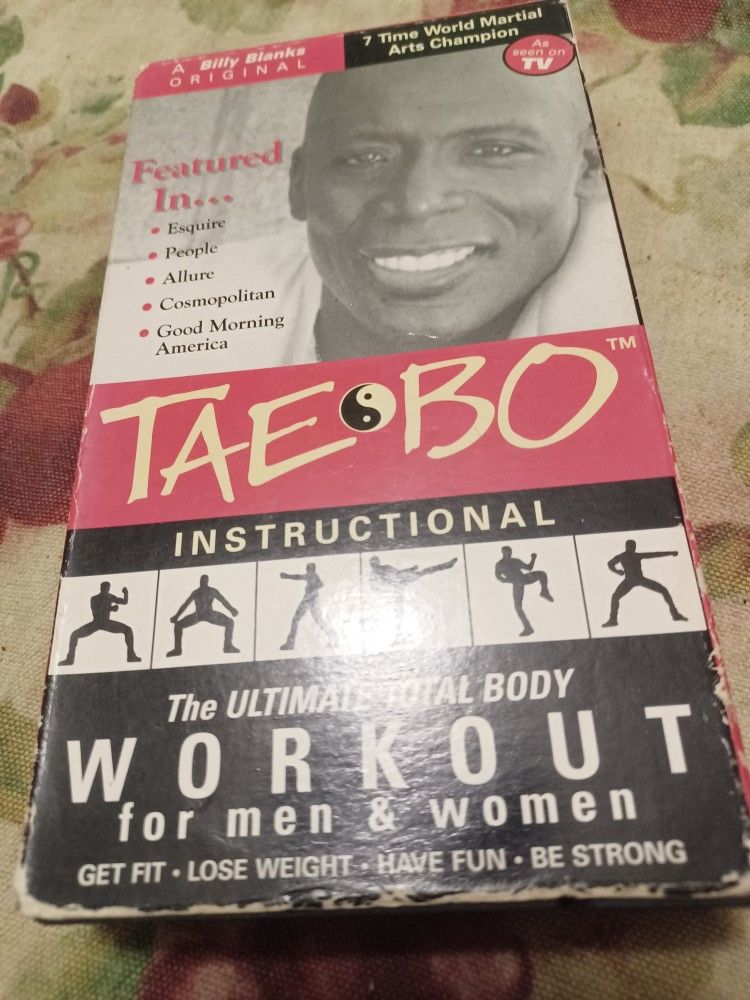 A Billy Blanks
ORIGINAL
7 Time World Martial
Arts Champion
As
seen on
TV
Featured
In...
• Esquire
• People
• Allure
• Cosmopolitan
• Good Morning
America
TAE BO™
INSTRUCTIONAL
The ULTIMATE TOTAL BODY
WORKOUT
for men & women
GET FIT • LOSE WEIGHT • HAVE FUN • BE STRONG